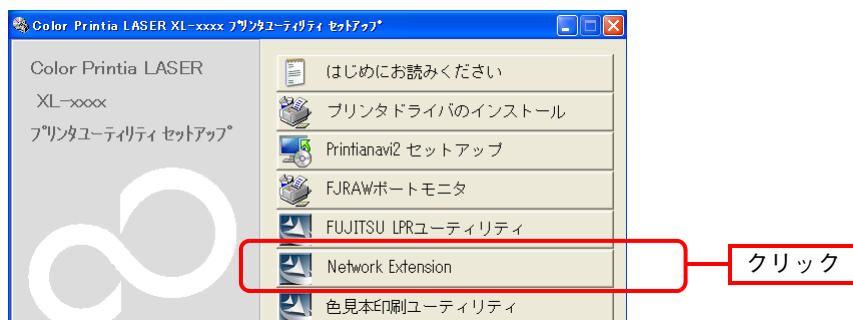 Color Printia LASER XL-xxxx ﾌﾟﾘﾝﾀﾕｰﾃｨﾘﾃｨ ｾｯﾄｱｯﾌﾟ
Color Printia LASER
XL-xxxx
ﾌﾟﾘﾝﾀﾕｰﾃｨﾘﾃｨ ｾｯﾄｱｯﾌﾟ
はじめにお読みください
プリンタドライバのインストール
Printianavi2 セットアップ
FJRAWポートモニタ
FUJITSU LPRユーティリティ
Network Extension
色見本印刷ユーティリティ
クリック